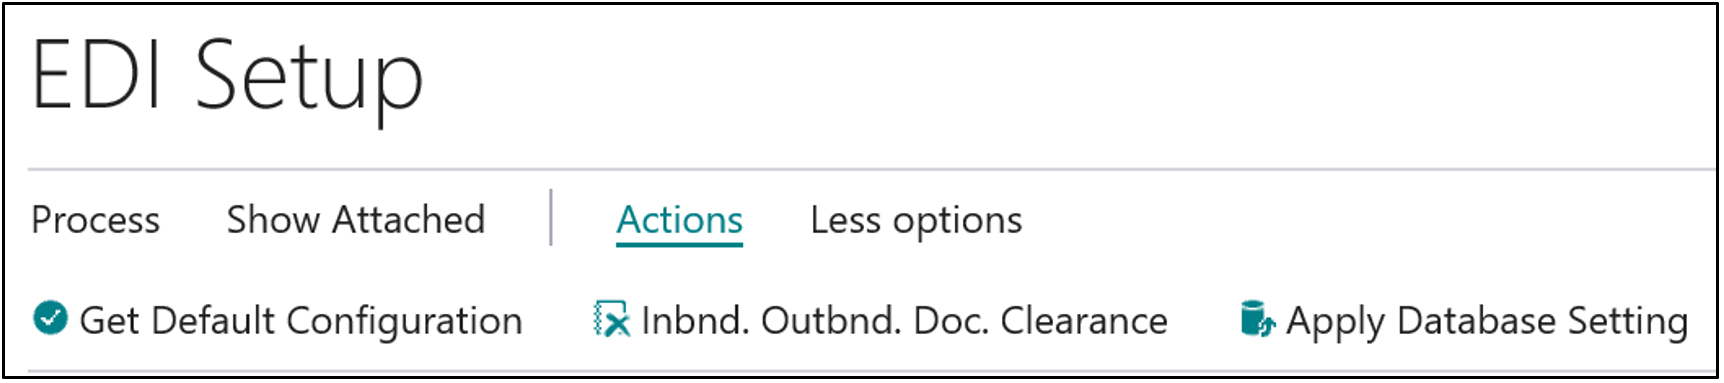 EDI Setup
Process Show Attached Actions Less options
Get Default Configuration Inbnd. Outbnd. Doc. Clearance Apply Database Setting